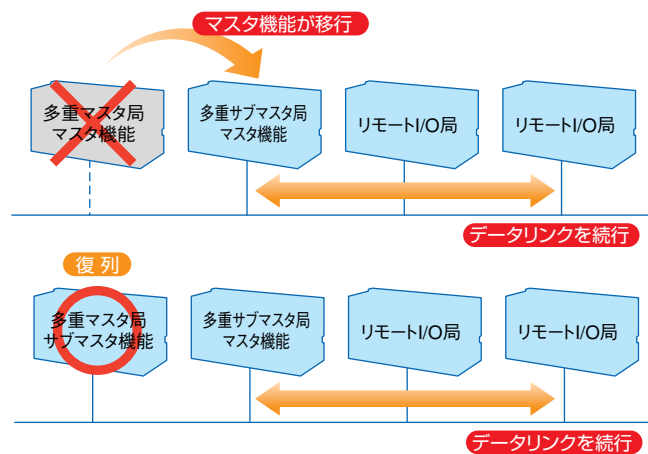 マスタ機能が移行
多重マスタ局
マスタ機能
多重サブマスタ局
マスタ機能
リモートI/O局
リモートI/O局
データリンクを続行
復 列
多重マスタ局
サブマスタ機能
多重サブマスタ局
マスタ機能
リモートI/O局
リモートI/O局
データリンクを続行